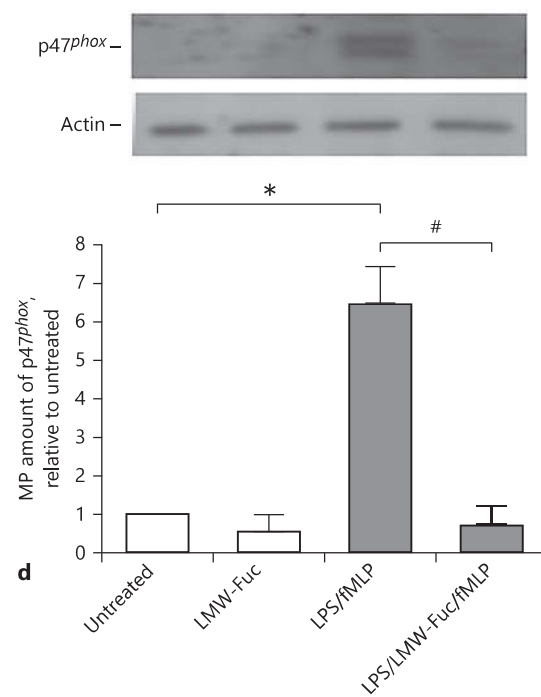 p47phox
Actin
*
#
8
7
6
5
4
3
2
1
0
MP amount of p47phox,
relative to untreated
d
Untreated
LMW-Fuc
LPS/fMLP
LPS/LMW-Fuc/fMLP